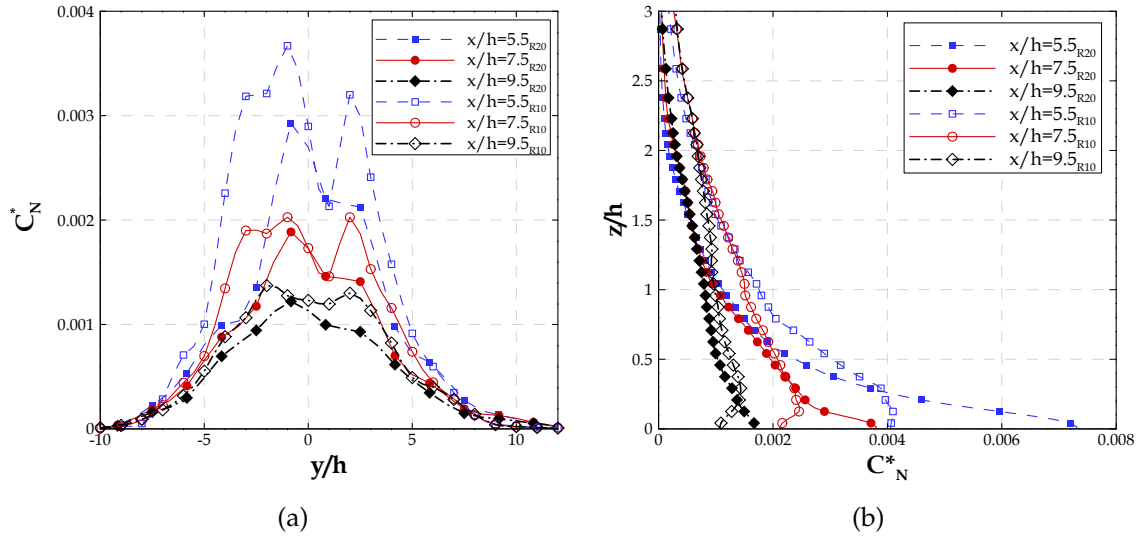 0.004
0.003
0.002
0.001
0
C*N
-10
-5
0
5
10
y/h
x/h=5.5R20
x/h=7.5R20
x/h=9.5R20
x/h=5.5R10
x/h=7.5R10
x/h=9.5R10
(a)
3
2.5
2
1.5
1
0.5
0
z/h
0
0.002
0.004
0.006
0.008
C*N
x/h=5.5R20
x/h=7.5R20
x/h=9.5R20
x/h=5.5R10
x/h=7.5R10
x/h=9.5R10
(b)